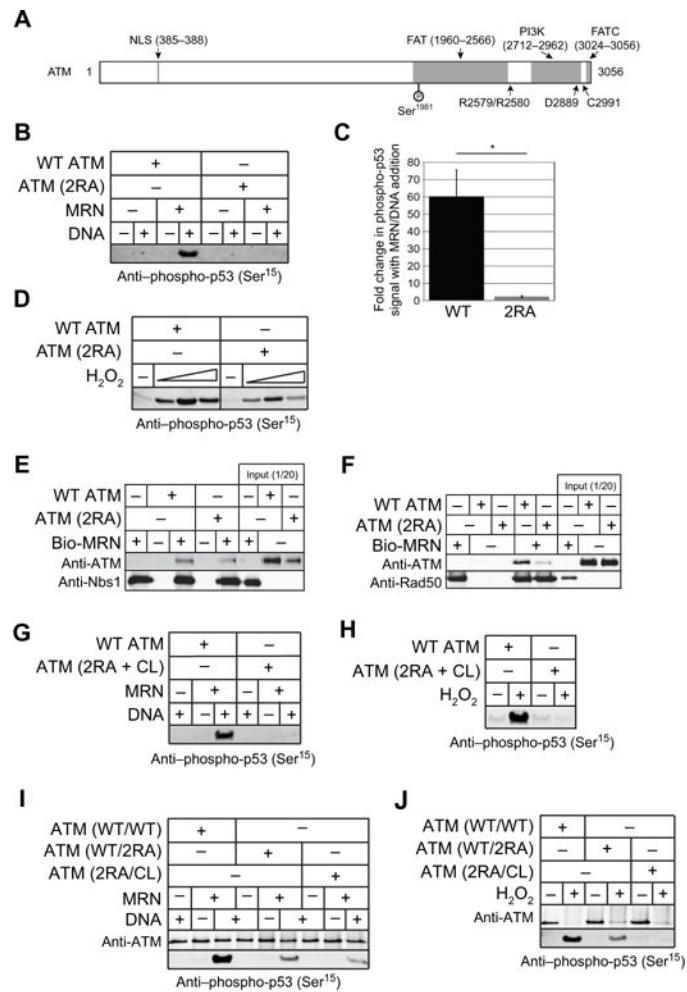 A
NLS (385–388)
FAT (1960–2566)
PI3K
(2712–2962)
FATC
(3024–3056)
ATM 1
3056
P
Ser1981
R2579/R2580
D2889
C2991
B
WT ATM + –
ATM (2RA) – +
MRN – + – +
DNA – + – + – + – +
Anti–phospho-p53 (Ser15)
C
Fold change in phospho-p53
signal with MRN/DNA addition
80
70
60
50
40
30
20
10
0
*
WT 2RA
D
WT ATM + –
ATM (2RA) – +
H2O2 – –
Anti–phospho-p53 (Ser15)
E
Input (1/20)
WT ATM – + – – + –
ATM (2RA) – + – +
Bio-MRN + – + – + + –
Anti-ATM
Anti-Nbs1
F
Input (1/20)
WT ATM – + – + – – + –
ATM (2RA) – + – + – +
Bio-MRN + – + + –
Anti-ATM
Anti-Rad50
G
WT ATM + –
ATM (2RA + CL) – +
MRN – + – +
DNA + – + + – +
Anti–phospho-p53 (Ser15)
H
WT ATM + –
ATM (2RA + CL) – +
H2O2 – + – +
Anti–phospho-p53 (Ser15)
I
ATM (WT/WT) + –
ATM (WT/2RA) – + –
ATM (2RA/CL) – +
MRN – + – + – +
DNA + – + + – + + – +
Anti-ATM
Anti–phospho-p53 (Ser15)
J
ATM (WT/WT) + –
ATM (WT/2RA) – + –
ATM (2RA/CL) – +
H2O2 – + – + – +
Anti-ATM
Anti–phospho-p53 (Ser15)